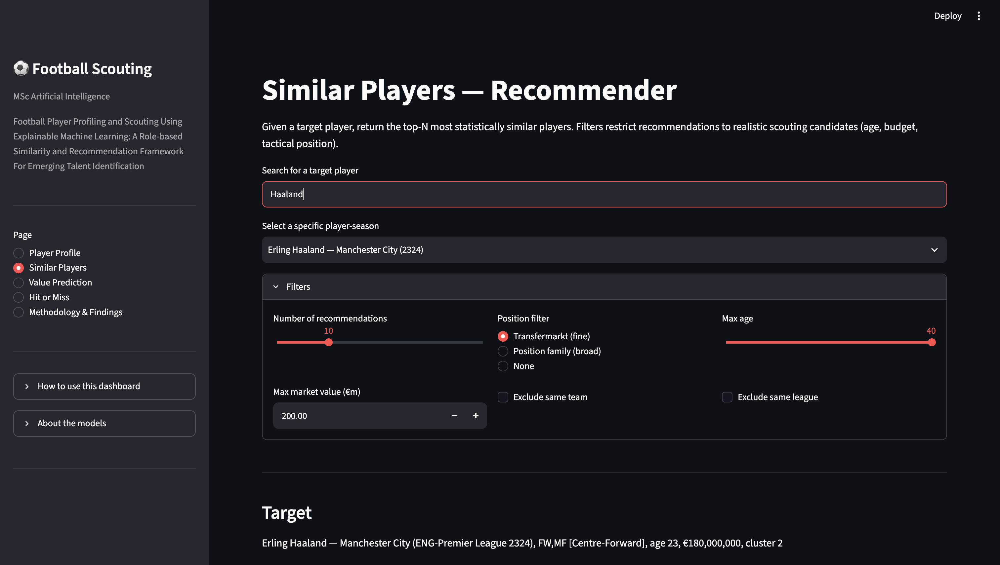 Deploy
⚽ Football Scouting
MSc Artificial Intelligence
Football Player Profiling and Scouting Using
Explainable Machine Learning: A Role-based
Similarity and Recommendation Framework
For Emerging Talent Identification
Page
Player Profile
Similar Players
Value Prediction
Hit or Miss
Methodology & Findings
How to use this dashboard
About the models
Similar Players — Recommender
Given a target player, return the top-N most statistically similar players. Filters restrict recommendations to realistic scouting candidates (age, budget,
tactical position).
Search for a target player
Haaland
Select a specific player-season
Erling Haaland — Manchester City (2324)
Filters
Number of recommendations
10
Position filter
Transfermarkt (fine)
Position family (broad)
None
Max age
40
Max market value (€m)
200.00
Exclude same team
Exclude same league
Target
Erling Haaland — Manchester City (ENG-Premier League 2324), FW,MF [Centre-Forward], age 23, €180,000,000, cluster 2